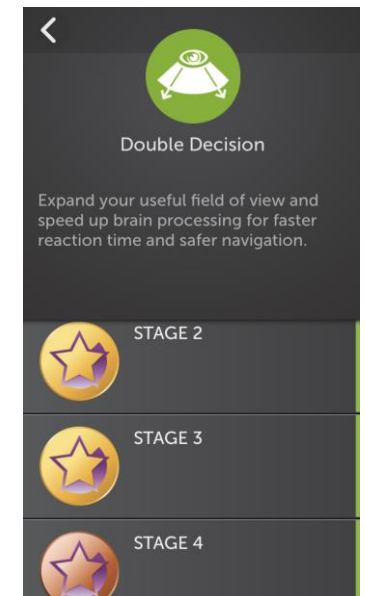 Double Decision
Expand your useful field of view and
speed up brain processing for faster
reaction time and safer navigation.
STAGE 2
STAGE 3
STAGE 4